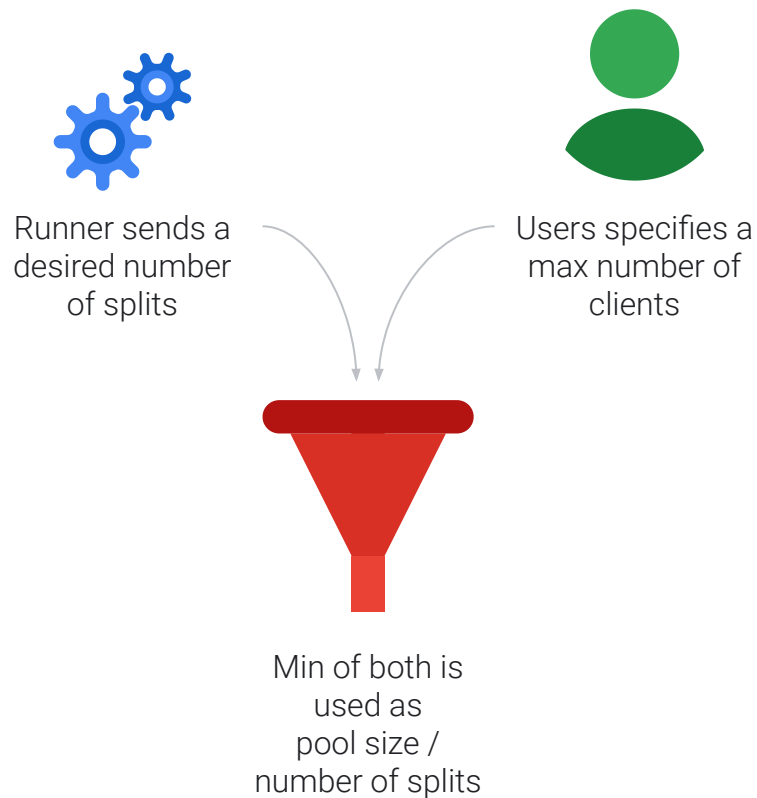 Runner sends a
desired number
of splits
Users specifies a
max number of
clients
Min of both is
used as
pool size /
number of splits